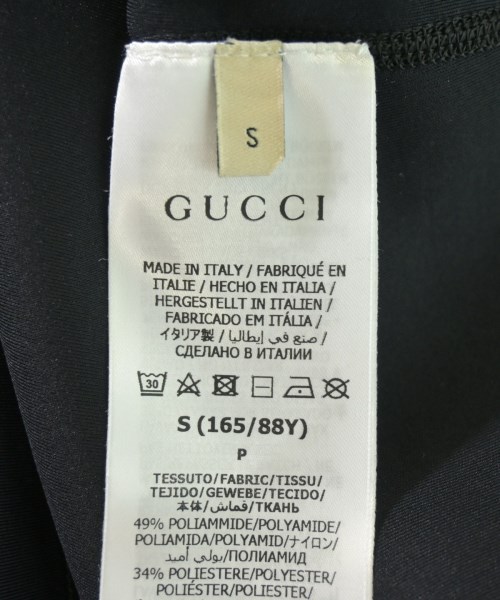 S
GUCCI
MADE IN ITALY / FABRIQUÉ EN
ITALIE / HECHO EN ITALIA /
HERGESTELLT IN ITALIEN /
FABRICADO EM ITÁLIA /
イタリア製 / صنع في إيطاليا /
СДЕЛАНО В ИТАЛИИ
30
S (165/88Y)
P
TESSUTO/FABRIC/TISSU/
TEJIDO/GEWEBE/TECIDO/
本体/قماش/ТКАНЬ
49% POLIAMMIDE/POLYAMIDE/
POLIAMIDA/POLYAMID/ナイロン/
بولي أميد/ПОЛИАМИД
34% POLIESTERE/POLYESTER/
POLIÉSTER/POLIESTER/